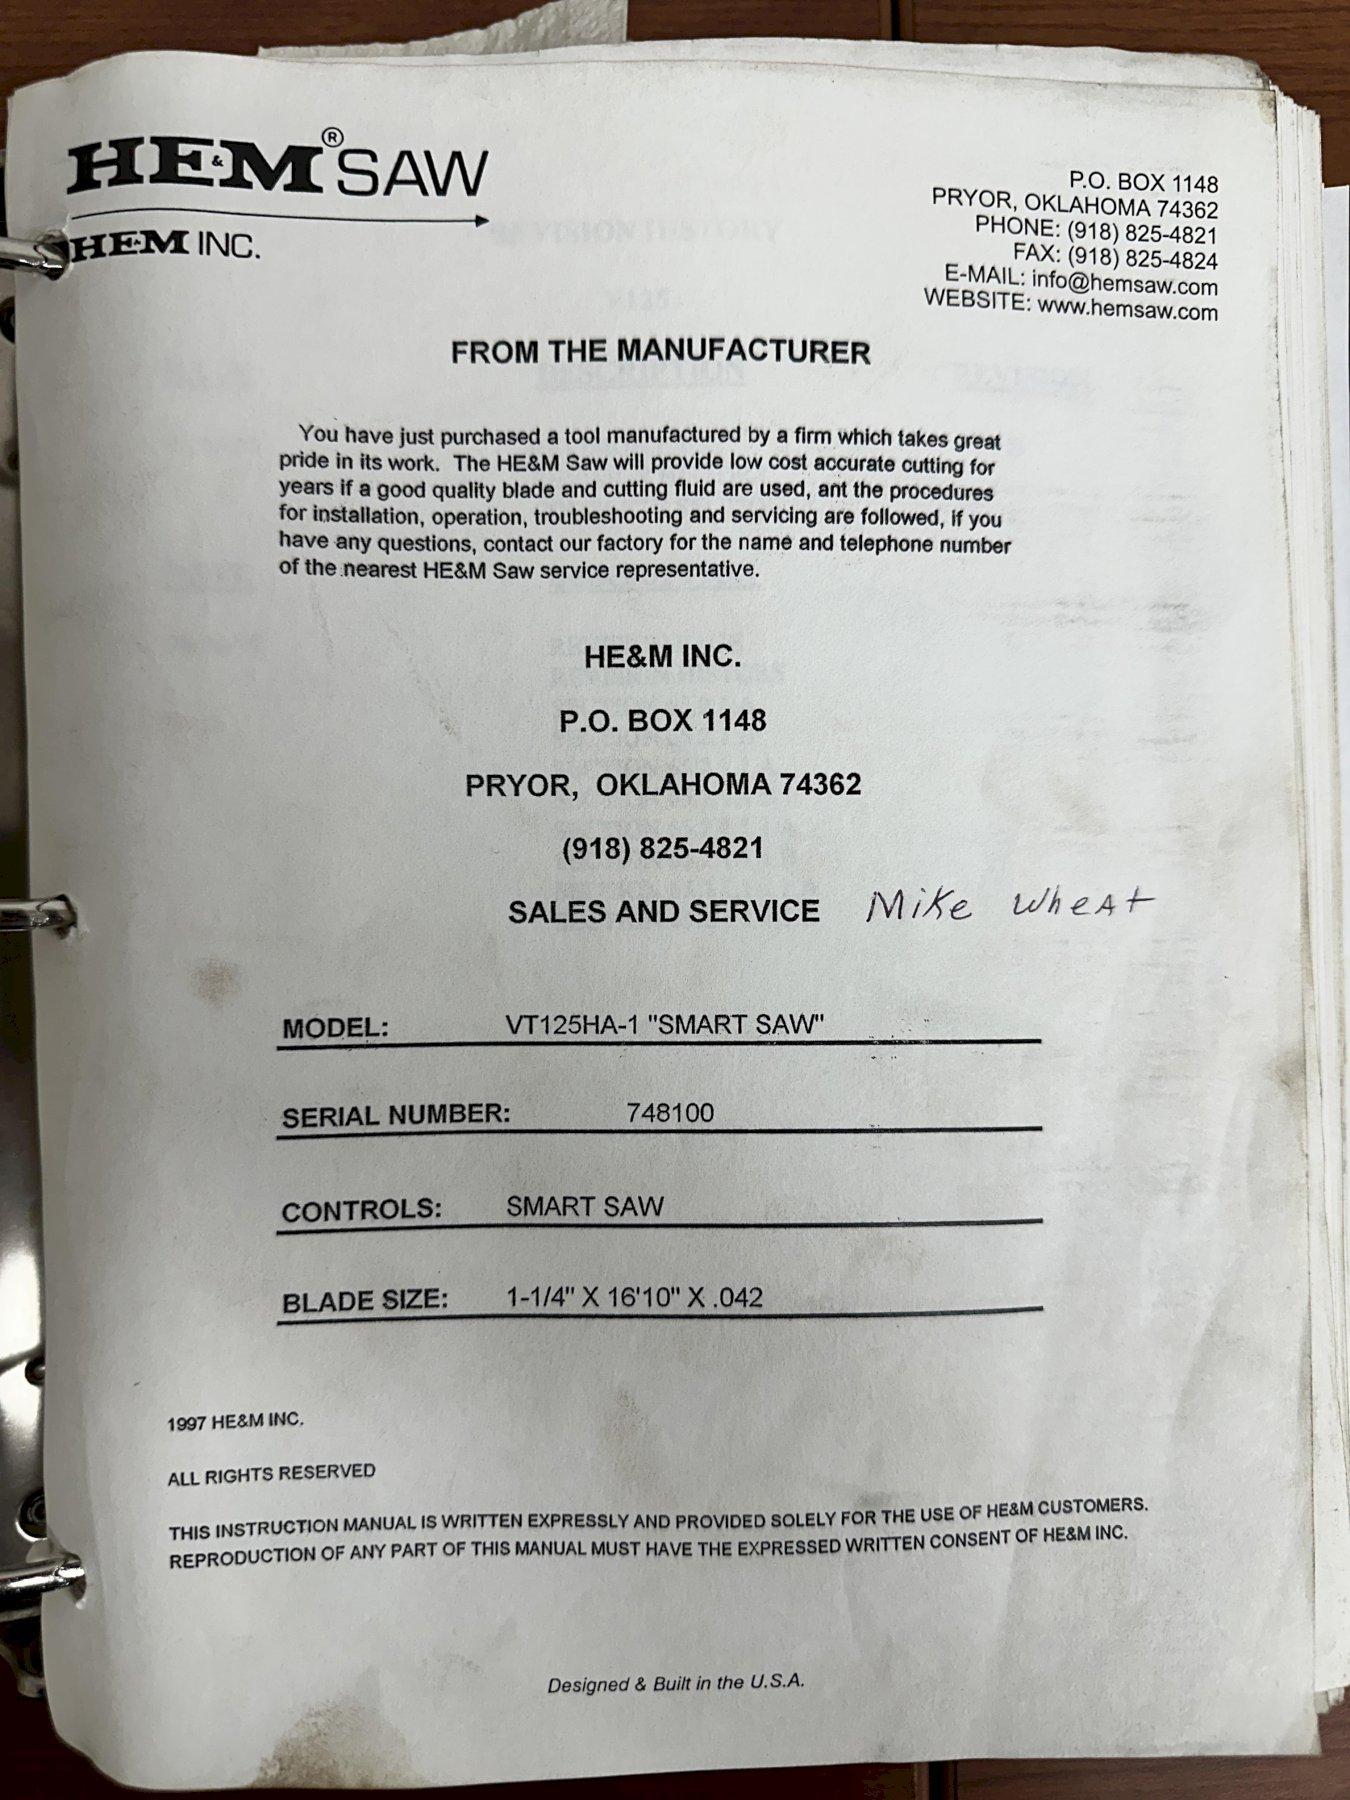 HE&M® SAW
HE&M INC.
P.O. BOX 1148
PRYOR, OKLAHOMA 74362
PHONE: (918) 825-4821
FAX: (918) 825-4824
E-MAIL: info@hemsaw.com
WEBSITE: www.hemsaw.com
FROM THE MANUFACTURER
You have just purchased a tool manufactured by a firm which takes great
pride in its work. The HE&M Saw will provide low cost accurate cutting for
years if a good quality blade and cutting fluid are used, ant the procedures
for installation, operation, troubleshooting and servicing are followed, if you
have any questions, contact our factory for the name and telephone number
of the nearest HE&M Saw service representative.
HE&M INC.
P.O. BOX 1148
PRYOR, OKLAHOMA 74362
(918) 825-4821
SALES AND SERVICE Mike Wheat
MODEL: VT125HA-1 "SMART SAW"
SERIAL NUMBER: 748100
CONTROLS: SMART SAW
BLADE SIZE: 1-1/4" X 16'10" X .042
1997 HE&M INC.
ALL RIGHTS RESERVED
THIS INSTRUCTION MANUAL IS WRITTEN EXPRESSLY AND PROVIDED SOLELY FOR THE USE OF HE&M CUSTOMERS.
REPRODUCTION OF ANY PART OF THIS MANUAL MUST HAVE THE EXPRESSED WRITTEN CONSENT OF HE&M INC.
Designed & Built in the U.S.A.